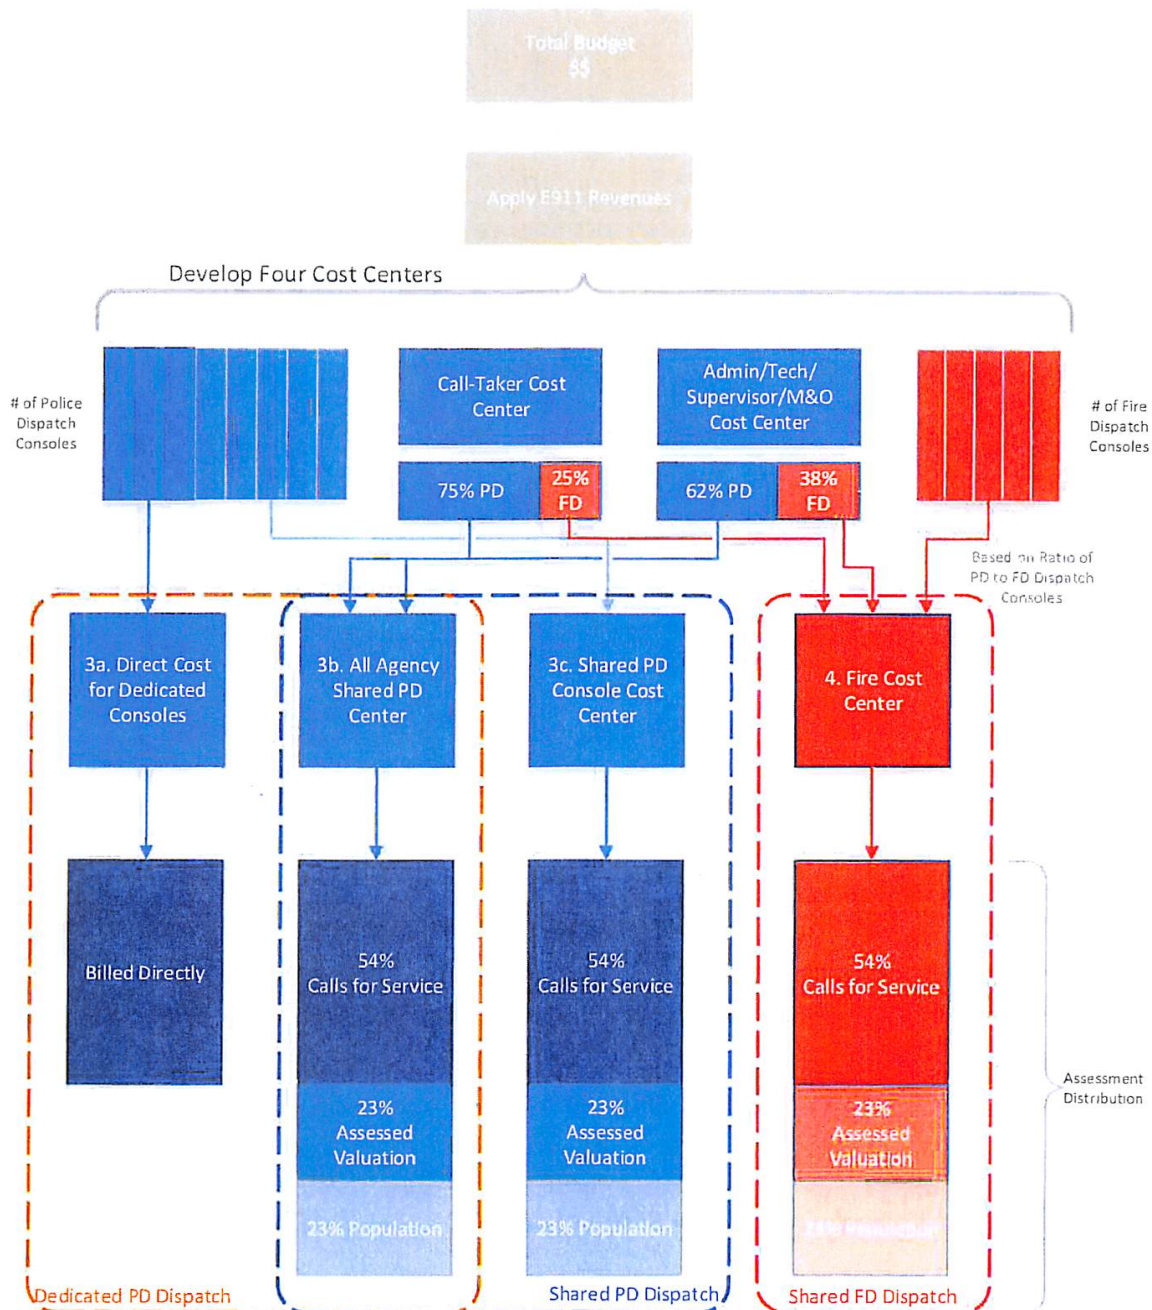 Total Budget
$$
Apply E911 Revenues
Develop Four Cost Centers
# of Police
Dispatch
Consoles
Call-Taker Cost
Center
Admin/Tech/
Supervisor/M&O
Cost Center
# of Fire
Dispatch
Consoles
75% PD
25%
FD
62% PD
38%
FD
Based on Ratio of
PD to FD Dispatch
Consoles
3a. Direct Cost
for Dedicated
Consoles
3b. All Agency
Shared PD
Center
3c. Shared PD
Console Cost
Center
4. Fire Cost
Center
Billed Directly
54%
Calls for Service
54%
Calls for Service
54%
Calls for Service
23%
Assessed
Valuation
23%
Assessed
Valuation
23%
Assessed
Valuation
Assessment
Distribution
23% Population
23% Population
Population
Dedicated PD Dispatch
Shared PD Dispatch
Shared FD Dispatch